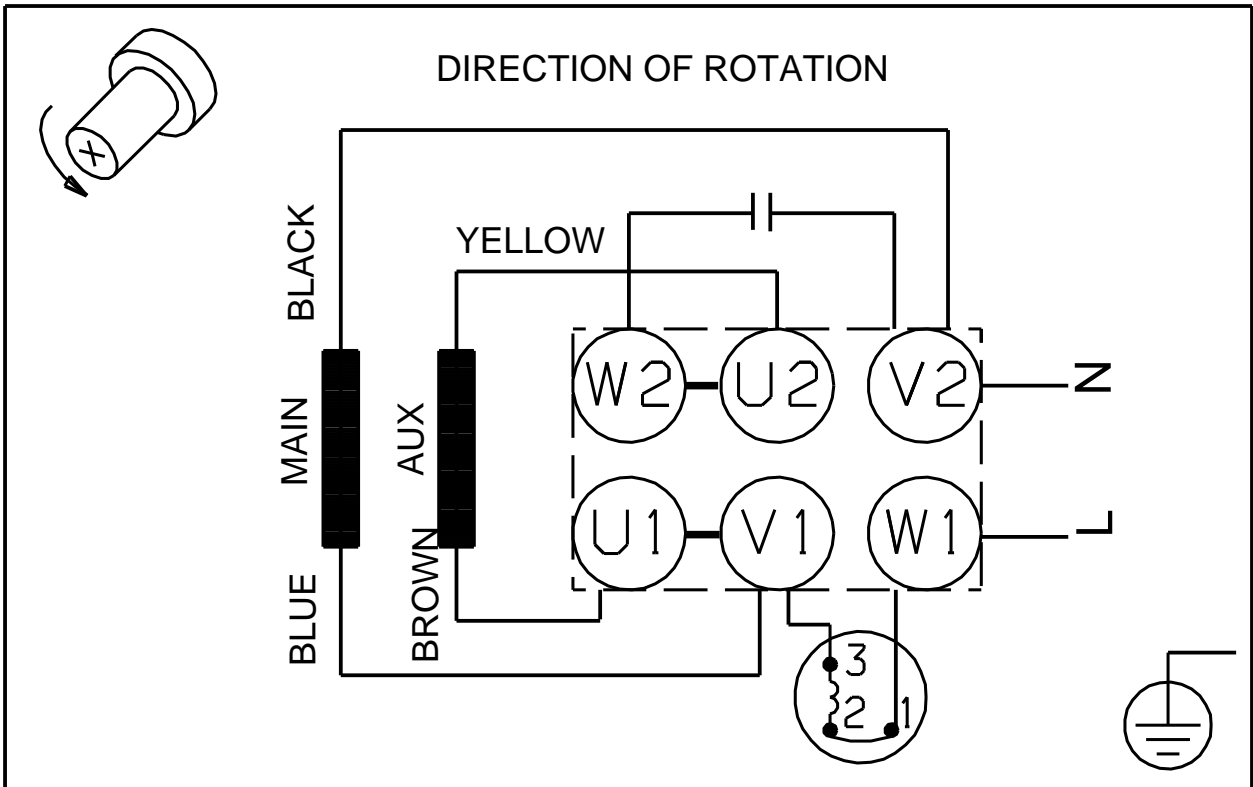 DIRECTION OF ROTATION
BLACK
YELLOW
MAIN
AUX
W2 U2 V2
N
U1 V1 W1
L
BLUE
BROWN
3
2 1